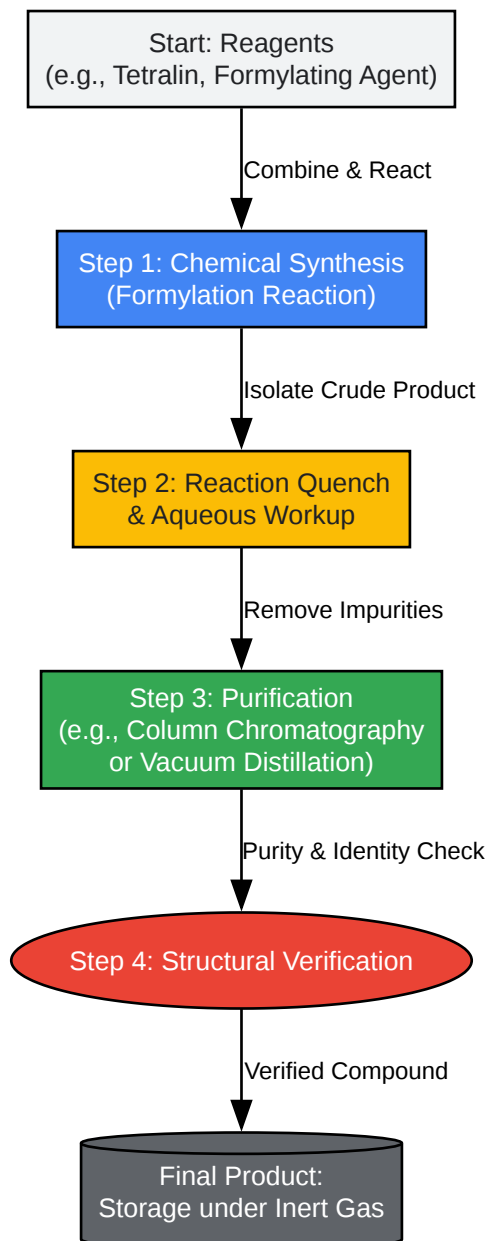 Start: Reagents
(e.g., Tetralin, Formylating Agent)
Combine & React
Step 1: Chemical Synthesis
(Formylation Reaction)
Isolate Crude Product
Step 2: Reaction Quench
& Aqueous Workup
Remove Impurities
Step 3: Purification
(e.g., Column Chromatography
or Vacuum Distillation)
Purity & Identity Check
Step 4: Structural Verification
Verified Compound
Final Product:
Storage under Inert Gas